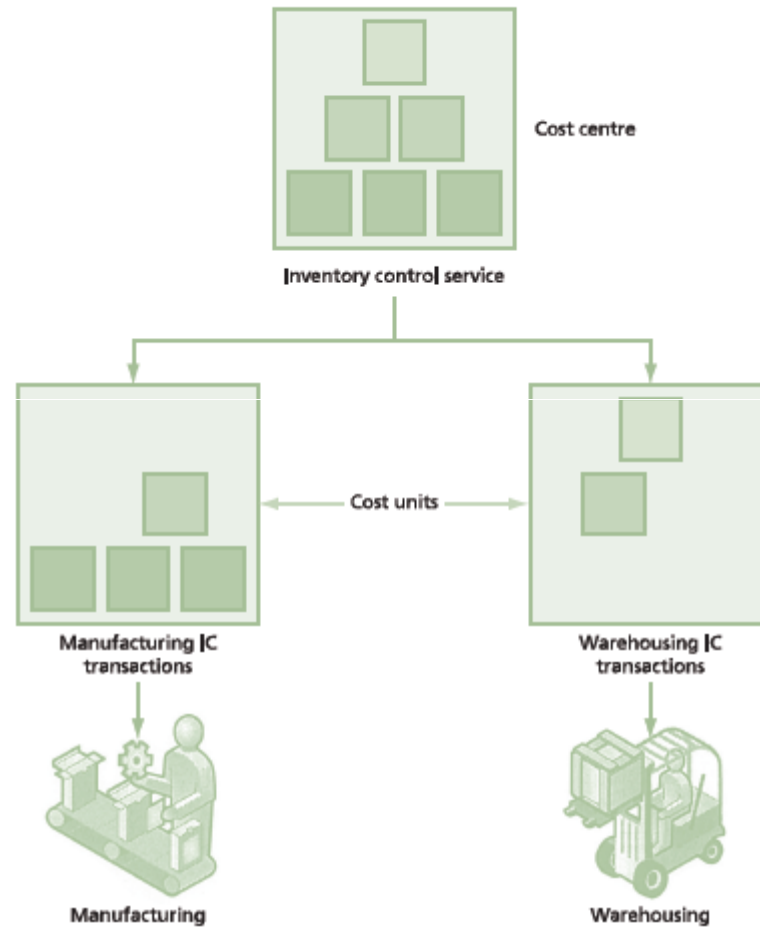 Cost centre
Inventory control service
Cost units
Manufacturing IC
transactions
Warehousing IC
transactions
Manufacturing
Warehousing